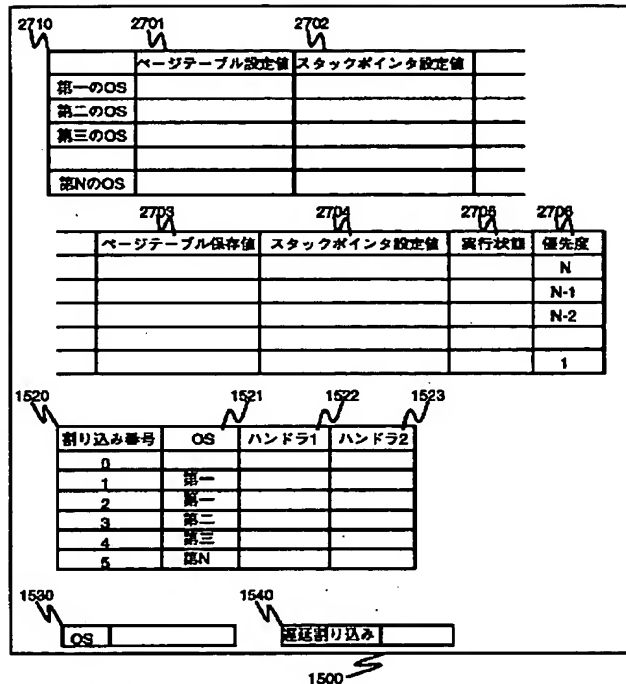 2710 2701 2702
ページテーブル設定値 スタックポインタ設定値
第一のOS
第二のOS
第三のOS
第NのOS
2703 2704 2705 2706
ページテーブル保存値 スタックポインタ設定値 実行状態 優先度
N
N-1
N-2
1
1520 1521 1522 1523
割り込み番号 OS ハンドラ1 ハンドラ2
0
1 第一
2 第一
3 第二
4 第三
5 第N
1530 1540
OS 遅延割り込み
1500